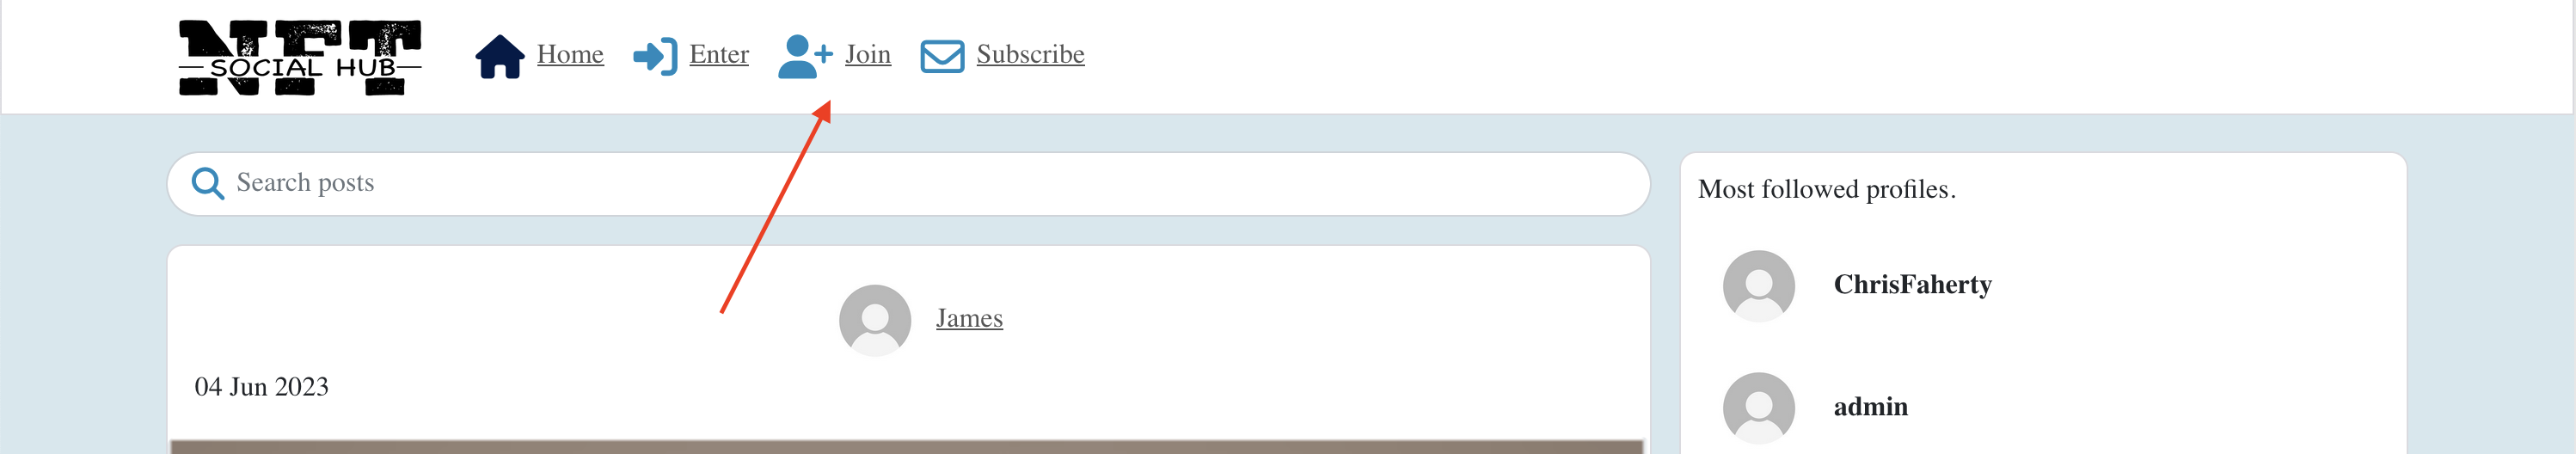 NFT
SOCIAL HUB
Home Enter Join Subscribe
Search posts
Most followed profiles.
ChrisFaherty
James
04 Jun 2023
admin